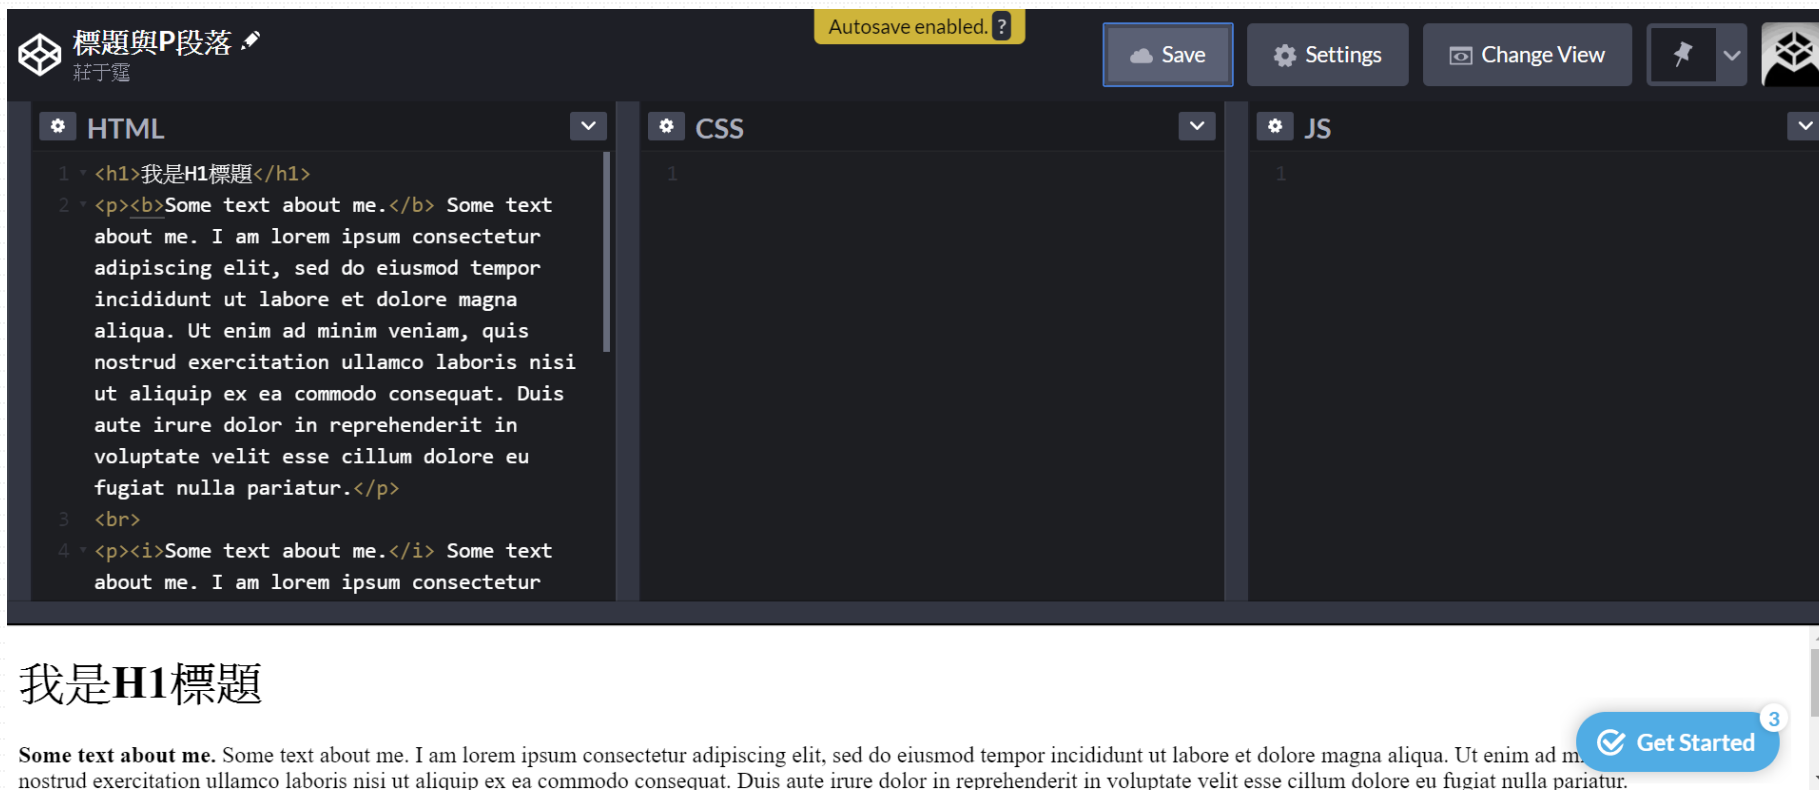 Autosave enabled. ?
標題與P段落
莊于霆
Save
Settings
Change View
HTML
CSS
JS
1 <h1>我是H1標題</h1>
2 <p><b>Some text about me.</b> Some text
about me. I am lorem ipsum consectetur
adipiscing elit, sed do eiusmod tempor
incididunt ut labore et dolore magna
aliqua. Ut enim ad minim veniam, quis
nostrud exercitation ullamco laboris nisi
ut aliquip ex ea commodo consequat. Duis
aute irure dolor in reprehenderit in
voluptate velit esse cillum dolore eu
fugiat nulla pariatur.</p>
3 <br>
4 <p><i>Some text about me.</i> Some text
about me. I am lorem ipsum consectetur
1
1
我是H1標題
Some text about me. Some text about me. I am lorem ipsum consectetur adipiscing elit, sed do eiusmod tempor incididunt ut labore et dolore magna aliqua. Ut enim ad m
nostrud exercitation ullamco laboris nisi ut aliquip ex ea commodo consequat. Duis aute irure dolor in reprehenderit in voluptate velit esse cillum dolore eu fugiat nulla pariatur.
Get Started
3